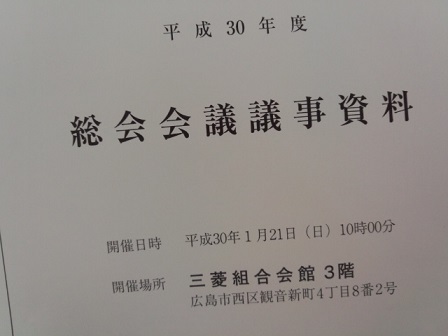 平成30年度
総会会議議事資料
開催日時 平成30年1月21日（日）10時00分
開催場所 三菱組合会館 3階
広島市西区観音新町4丁目8番2号